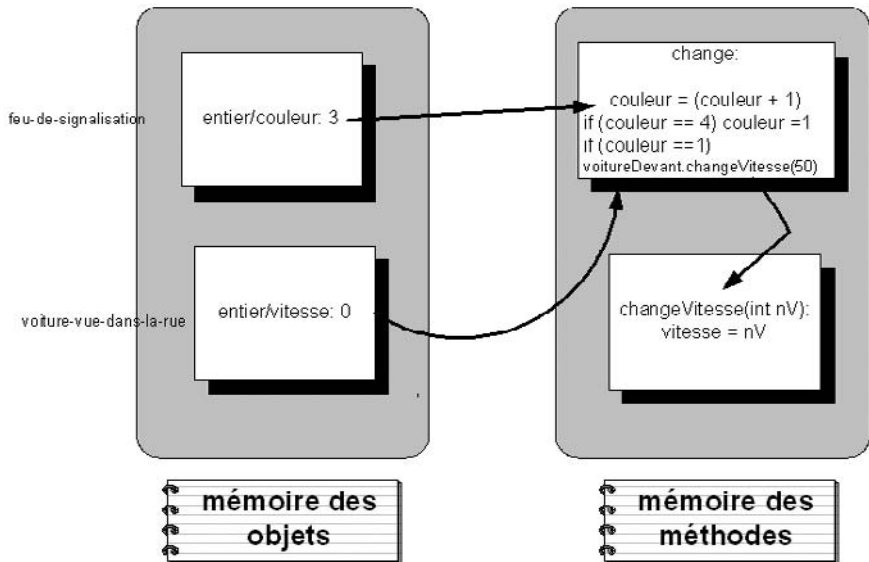 feu-de-signalisation
entier/couleur: 3
voiture-vue-dans-la-rue
entier/vitesse: 0
change:
couleur = (couleur + 1)
if (couleur == 4) couleur =1
if (couleur ==1)
voitureDevant.changeVitesse(50)
changeVitesse(int nV):
vitesse = nV
mémoire des
objets
mémoire des
méthodes